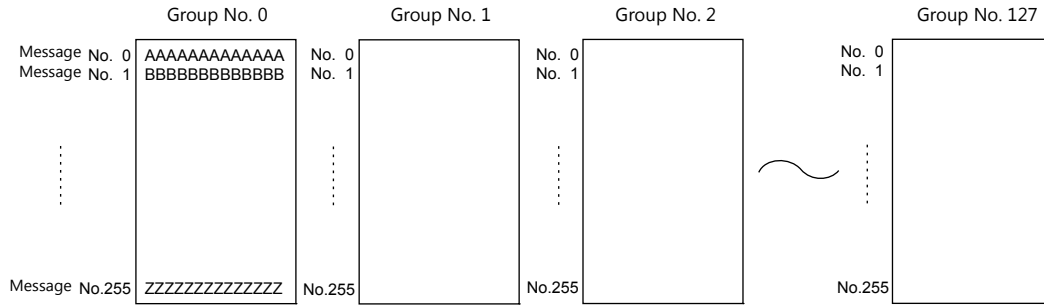 Group No. 0 Group No. 1 Group No. 2 Group No. 127
Message No. 0 AAAAAAAAAAAAA No. 0 No. 0 No. 0
Message No. 1 BBBBBBBBBBBBB No. 1 No. 1 No. 1
Message No.255 ZZZZZZZZZZZZZZ No.255 No.255 No.255